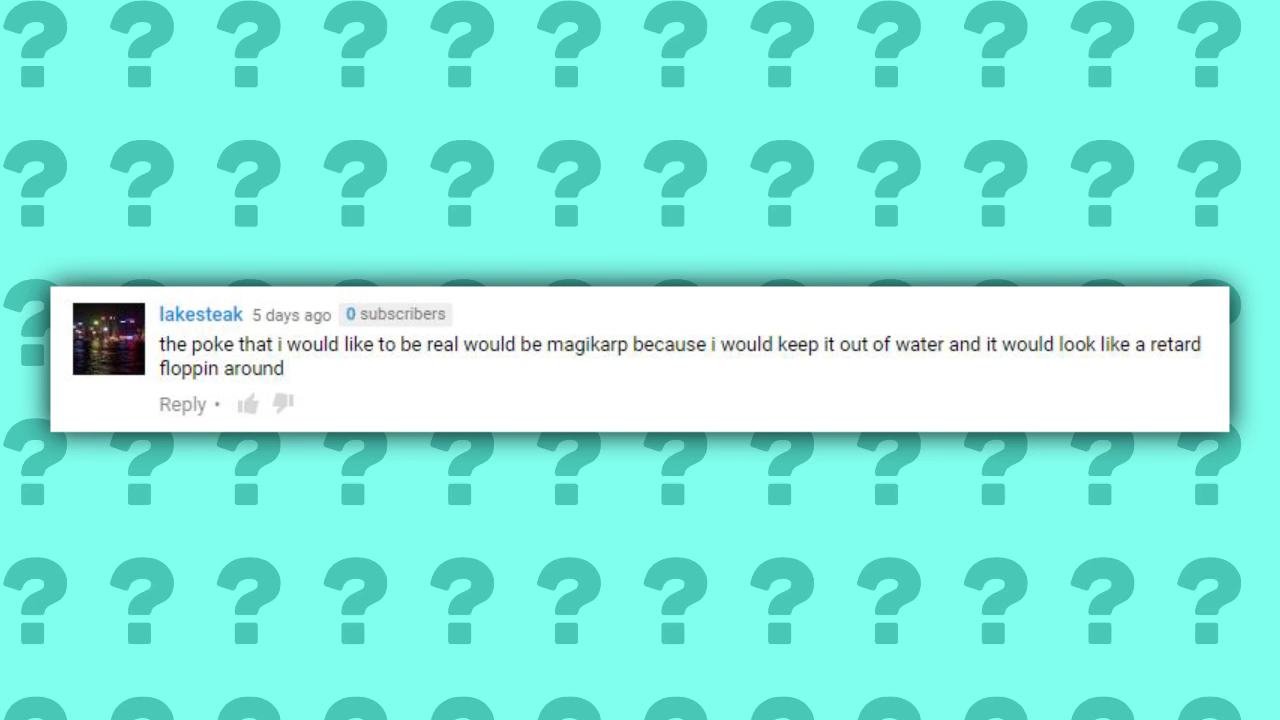 lakesteak 5 days ago 0 subscribers
the poke that i would like to be real would be magikarp because i would keep it out of water and it would look like a retard
floppin around
Reply •